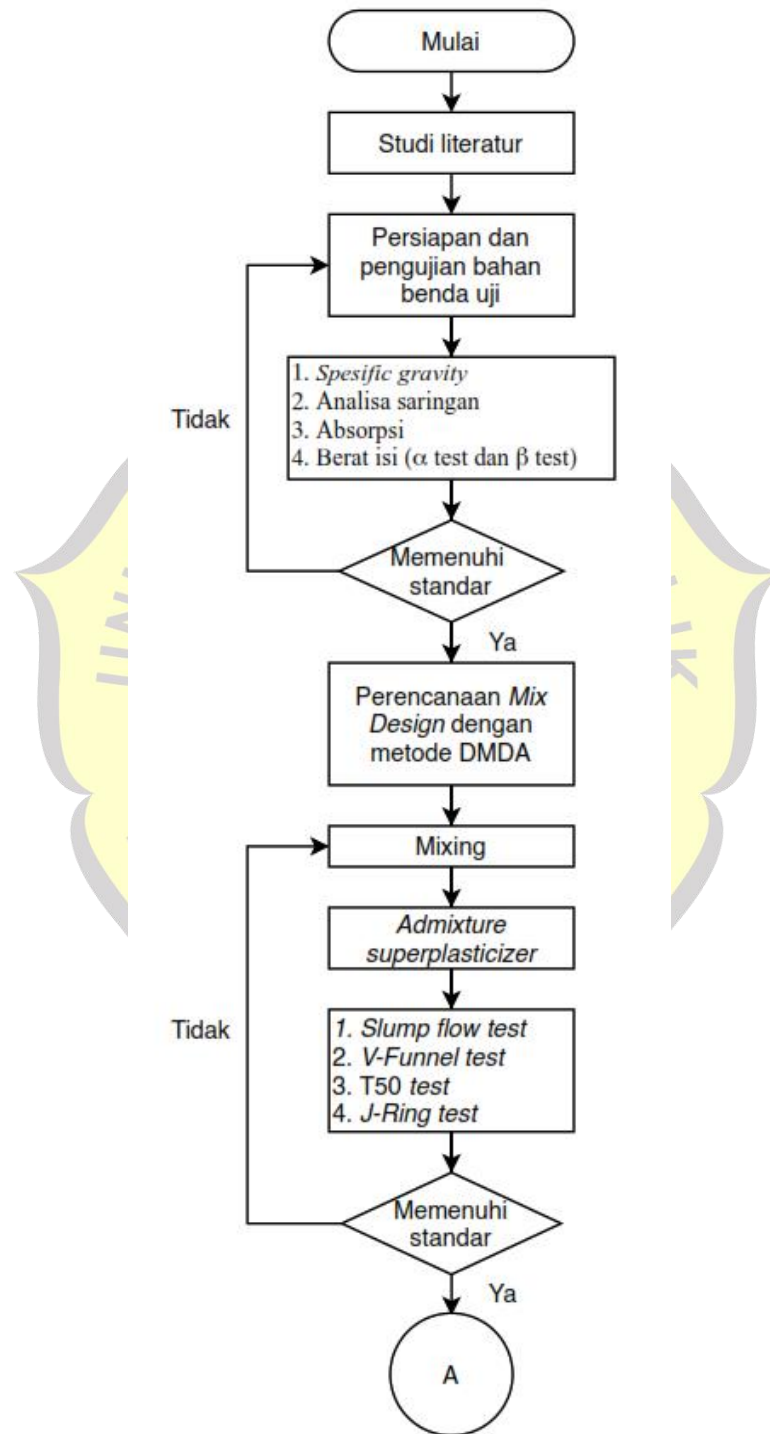 Mulai
Studi literatur
Persiapan dan
pengujian bahan
benda uji
1. Spesific gravity
2. Analisa saringan
3. Absorpsi
4. Berat isi (α test dan β test)
Tidak
Memenuhi
standar
Ya
Perencanaan Mix
Design dengan
metode DMDA
Mixing
Admixture
superplasticizer
Tidak
1. Slump flow test
2. V-Funnel test
3. T50 test
4. J-Ring test
Memenuhi
standar
Ya
A